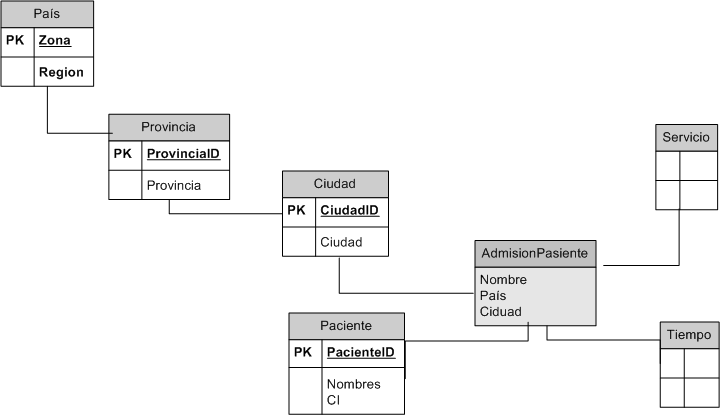 País
PK Zona
Region
Provincia
PK ProvinciaID
Provincia
Ciudad
PK CiudadID
Ciudad
Servicio
AdmisionPasiente
Nombre
País
Ciduad
Paciente
PK PacienteID
Nombres
CI
Tiempo